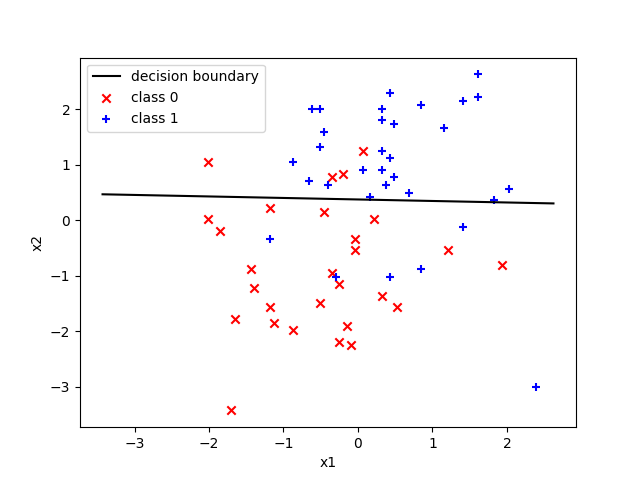 decision boundary
class 0
class 1
x2
2
1
0
−1
−2
−3
−3
−2
−1
0
1
2
x1